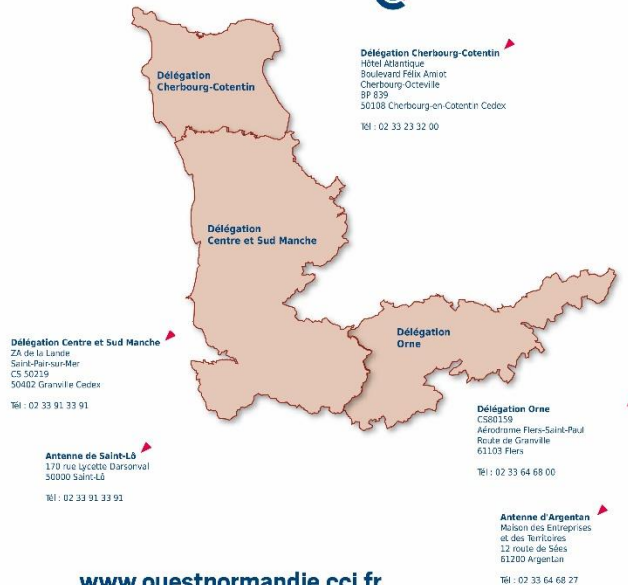 Délégation
Cherbourg-Cotentin
Délégation Cherbourg-Cotentin
Hôtel Atlantique
Boulevard Félix Amiot
Cherbourg-Octeville
BP 839
50108 Cherbourg-en-Cotentin Cedex
Tél : 02 33 23 32 00
Délégation
Centre et Sud Manche
Délégation
Orne
Délégation Centre et Sud Manche
ZA de la Lande
Saint-Pair-sur-Mer
CS 50219
50402 Granville Cedex
Tél : 02 33 91 33 91
Délégation Orne
CS80159
Aérodrome Flers-Saint-Paul
Route de Granville
61103 Flers
Tél : 02 33 64 68 00
Antenne de Saint-Lô
170 rue Lycette Darsonval
50000 Saint-Lô
Tél : 02 33 91 33 91
Antenne d'Argentan
Maison des Entreprises
et des Territoires
12 route de Sées
61200 Argentan
Tél : 02 33 64 68 27
www.ouestnormandie.cci.fr